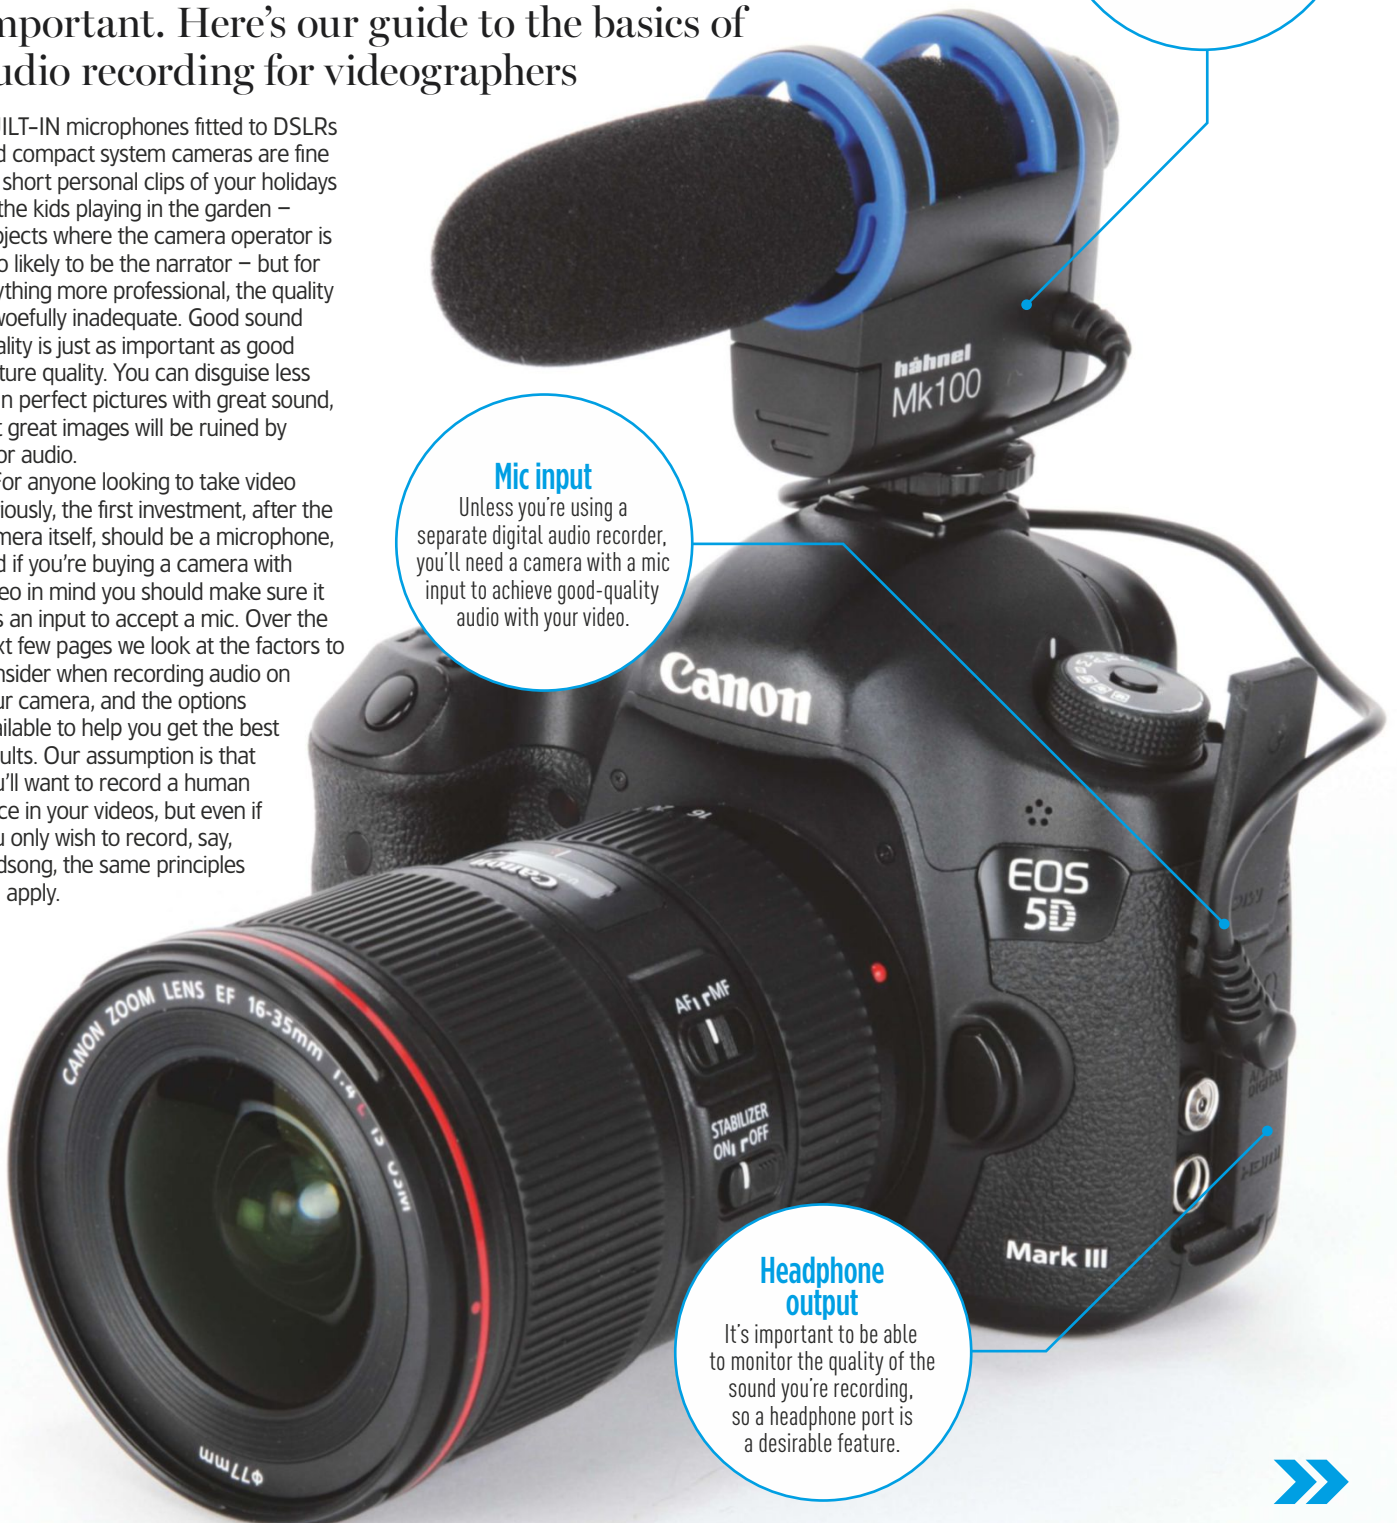 mportant. Here's our guide to the basics of
udio recording for videographers
ILT-IN microphones fitted to DSLRs
d compact system cameras are fine
short personal clips of your holidays
the kids playing in the garden –
jects where the camera operator is
o likely to be the narrator – but for
ything more professional, the quality
woefully inadequate. Good sound
ality is just as important as good
ture quality. You can disguise less
n perfect pictures with great sound,
t great images will be ruined by
or audio.
For anyone looking to take video
iously, the first investment, after the
mera itself, should be a microphone,
d if you're buying a camera with
eo in mind you should make sure it
s an input to accept a mic. Over the
xt few pages we look at the factors to
nsider when recording audio on
ur camera, and the options
ailable to help you get the best
ults. Our assumption is that
u'll want to record a human
ce in your videos, but even if
u only wish to record, say,
dsong, the same principles
apply.
hähnel
Mk100
Mic input
Unless you're using a
separate digital audio recorder,
you'll need a camera with a mic
input to achieve good-quality
audio with your video.
Canon
EOS
5D
Mark III
Canon
16
CANON ZOOM LENS EF 16-35mm 1:4 L IS USM
ø77mm
AF MF
STABILIZER
ON OFF
MIC
DIGITAL
HDMI
Headphone
output
It's important to be able
to monitor the quality of the
sound you're recording,
so a headphone port is
a desirable feature.